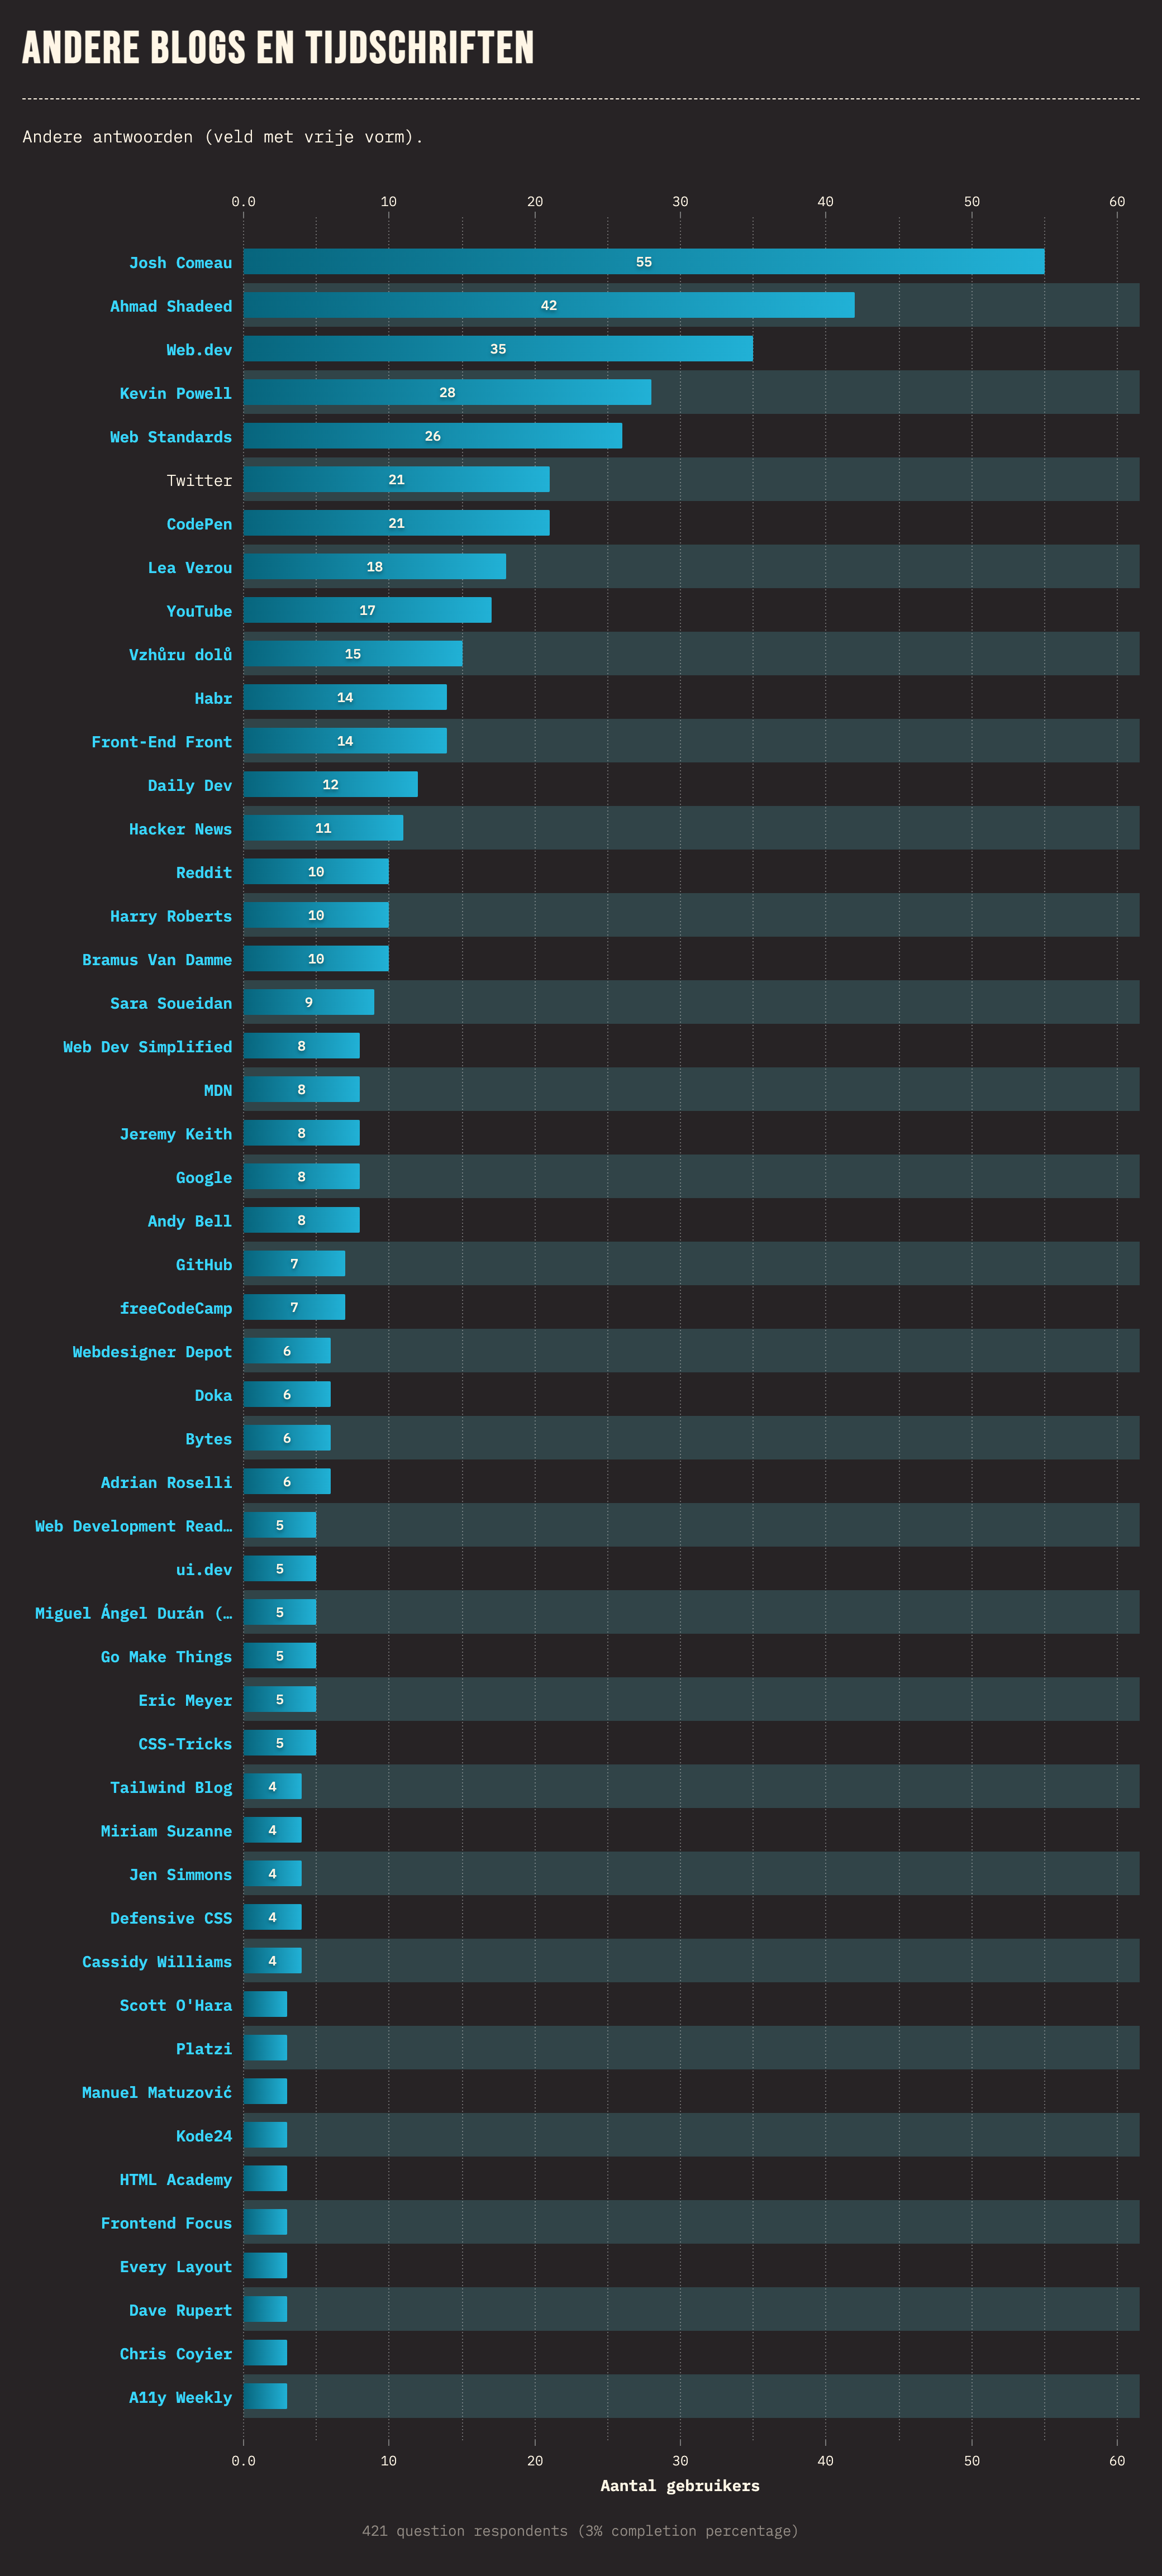 ANDERE BLOGS EN TIJDSCHRIFTEN
Andere antwoorden (veld met vrije vorm).
0.0 10 20 30 40 50 60
Josh Comeau 55
Ahmad Shadeed 42
Web.dev 35
Kevin Powell 28
Web Standards 26
Twitter 21
CodePen 21
Lea Verou 18
YouTube 17
Vzhůru dolů 15
Habr 14
Front-End Front 14
Daily Dev 12
Hacker News 11
Reddit 10
Harry Roberts 10
Bramus Van Damme 10
Sara Soueidan 9
Web Dev Simplified 8
MDN 8
Jeremy Keith 8
Google 8
Andy Bell 8
GitHub 7
freeCodeCamp 7
Webdesigner Depot 6
Doka 6
Bytes 6
Adrian Roselli 6
Web Development Read… 5
ui.dev 5
Miguel Ángel Durán (… 5
Go Make Things 5
Eric Meyer 5
CSS-Tricks 5
Tailwind Blog 4
Miriam Suzanne 4
Jen Simmons 4
Defensive CSS 4
Cassidy Williams 4
Scott O'Hara
Platzi
Manuel Matuzović
Kode24
HTML Academy
Frontend Focus
Every Layout
Dave Rupert
Chris Coyier
A11y Weekly
0.0 10 20 30 40 50 60
Aantal gebruikers
421 question respondents (3% completion percentage)